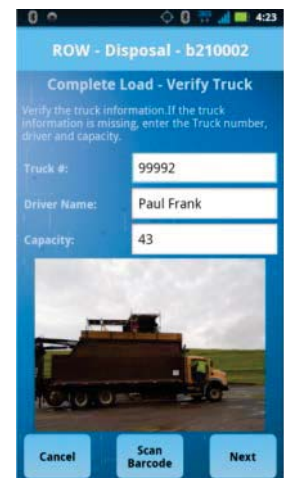 0 0 4:23
ROW - Disposal - b210002
Complete Load - Verify Truck
Verify the truck information.If the truck
information is missing, enter the Truck number,
driver and capacity.
Truck #: 99992
Driver Name: Paul Frank
Capacity: 43
Cancel Scan Barcode Next